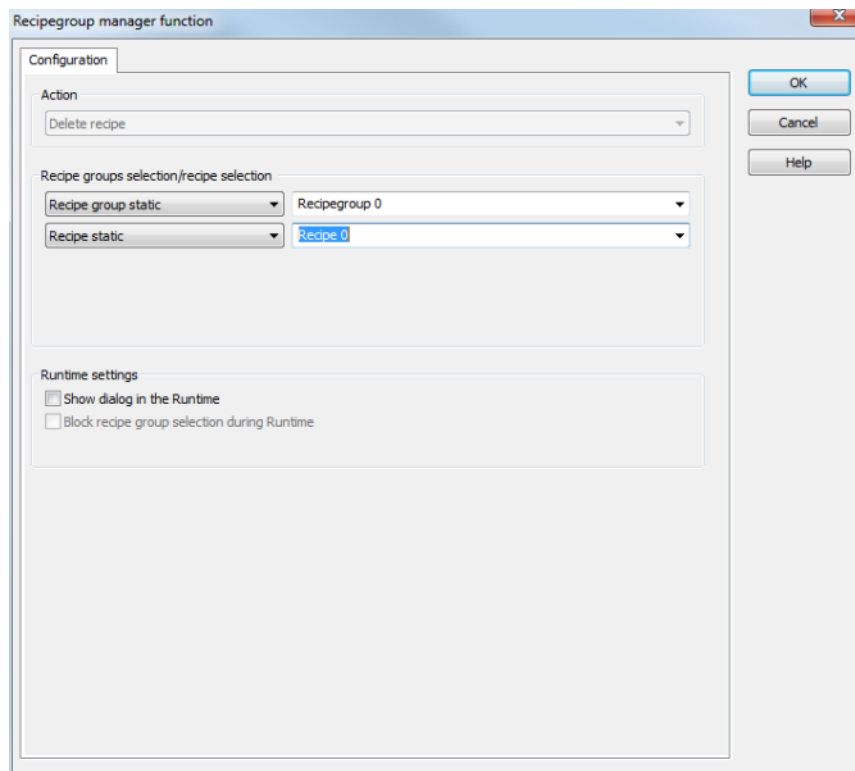 Recipegroup manager function
Configuration
OK
Action
Delete recipe
Cancel
Help
Recipe groups selection/recipe selection
Recipe group static Recipegroup 0
Recipe static Recipe 0
Runtime settings
Show dialog in the Runtime
Block recipe group selection during Runtime